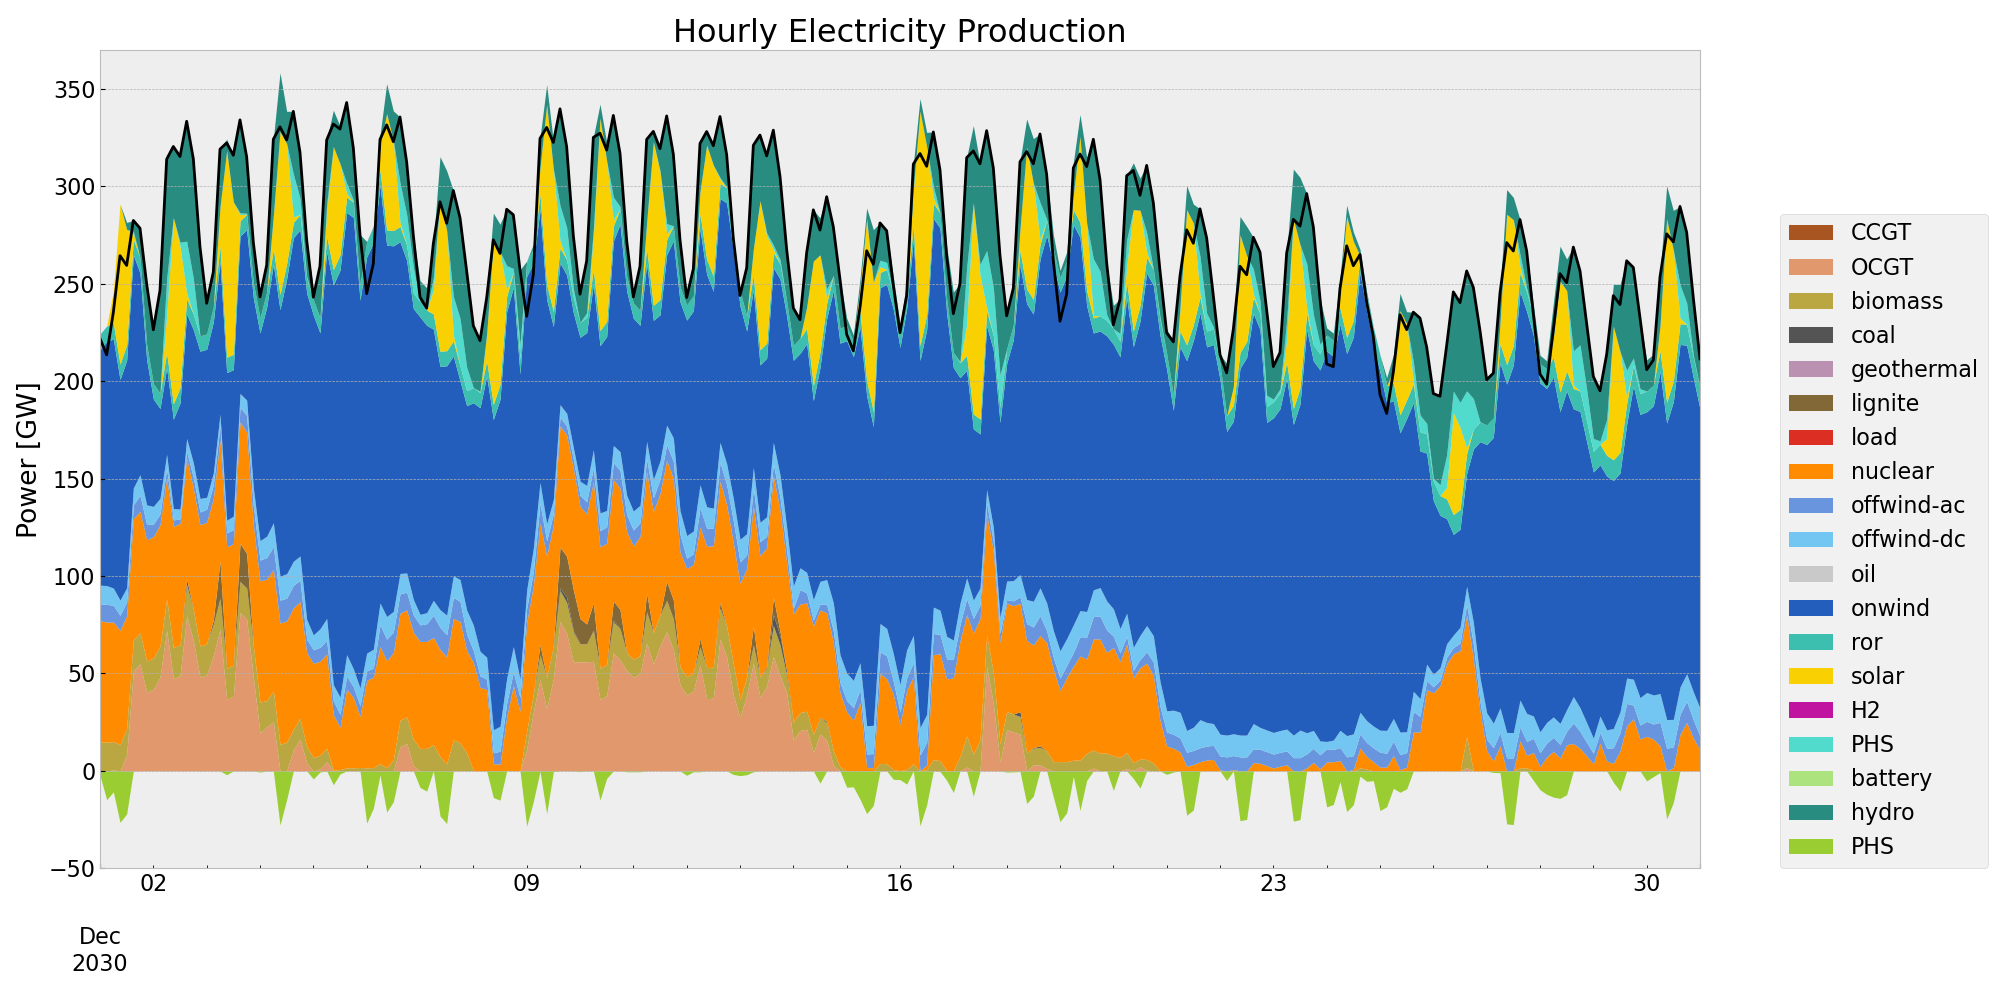 Hourly Electricity Production
Power [GW]
350
300
250
200
150
100
50
0
−50
02
09
16
23
30
Dec
2030
CCGT
OCGT
biomass
coal
geothermal
lignite
load
nuclear
offwind-ac
offwind-dc
oil
onwind
ror
solar
H2
PHS
battery
hydro
PHS